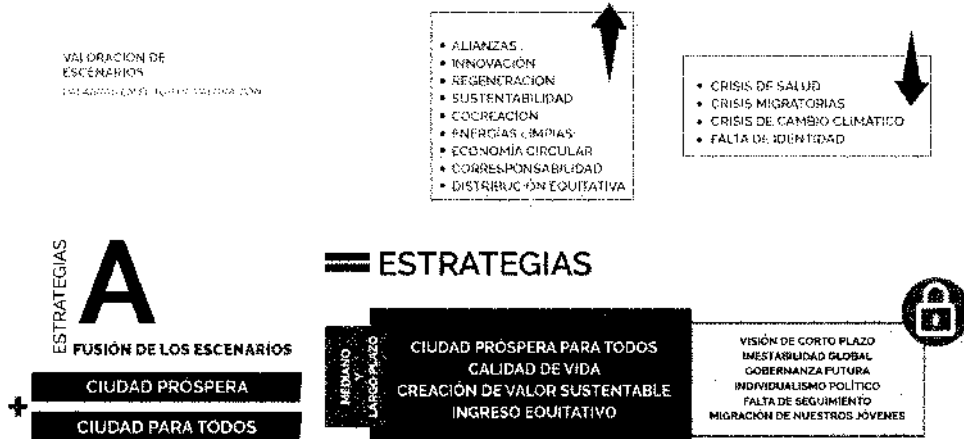 VALORACION DE
ESCENARIOS
• ALIANZAS
• INNOVACIÓN
• REGENERACION
• SUSTENTABILIDAD
• COCREACION
• ENERGÍAS LIMPIAS
• ECONOMÍA CIRCULAR
• CORRESPONSABILIDAD
• DISTRIBUCIÓN EQUITATIVA
• CRISIS DE SALUD
• CRISIS MIGRATORIAS
• CRISIS DE CAMBIO CLIMÁTICO
• FALTA DE IDENTIDAD
ESTRATEGIAS
A
FUSIÓN DE LOS ESCENARIOS
+
CIUDAD PRÓSPERA
CIUDAD PARA TODOS
= ESTRATEGIAS
MEDIANO
Y
LARGO PLAZO
CIUDAD PRÓSPERA PARA TODOS
CALIDAD DE VIDA
CREACIÓN DE VALOR SUSTENTABLE
INGRESO EQUITATIVO
VISIÓN DE CORTO PLAZO
INESTABILIDAD GLOBAL
GOBERNANZA FUTURA
INDIVIDUALISMO POLÍTICO
FALTA DE SEGUIMIENTO
MIGRACIÓN DE NUESTROS JÓVENES